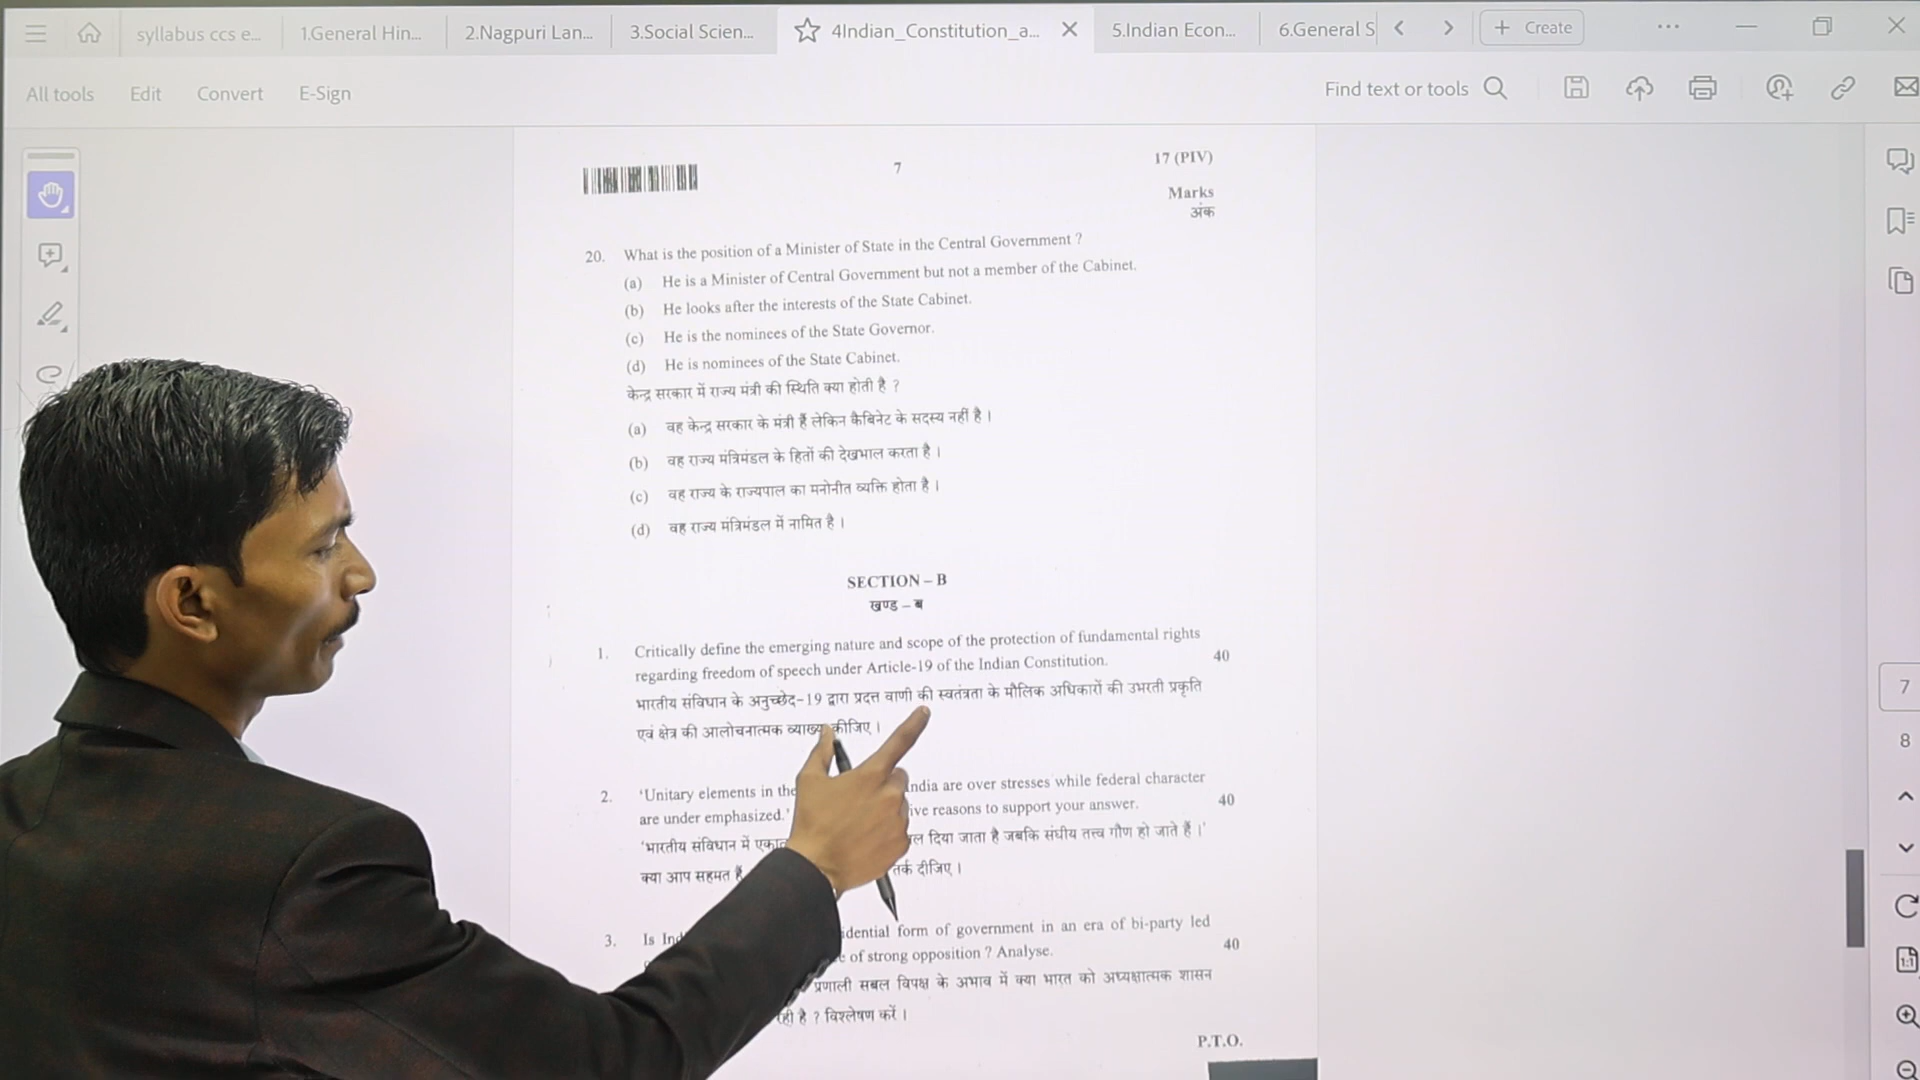 syllabus ccs e...
1.General Hin...
2.Nagpuri Lan...
3.Social Scien...
4Indian_Constitution_a...
5.Indian Econ...
6.General S
Create
All tools
Edit
Convert
E-Sign
Find text or tools
7
17 (PIV)
Marks
अंक
20. What is the position of a Minister of State in the Central Government ?
(a) He is a Minister of Central Government but not a member of the Cabinet.
(b) He looks after the interests of the State Cabinet.
(c) He is the nominees of the State Governor.
(d) He is nominees of the State Cabinet.
केन्द्र सरकार में राज्य मंत्री की स्थिति क्या होती है ?
(a) वह केन्द्र सरकार के मंत्री हैं लेकिन कैबिनेट के सदस्य नहीं है ।
(b) वह राज्य मंत्रिमंडल के हितों की देखभाल करता है ।
(c) वह राज्य के राज्यपाल का मनोनीत व्यक्ति होता है ।
(d) वह राज्य मंत्रिमंडल में नामित है ।
SECTION – B
खण्ड – ब
1. Critically define the emerging nature and scope of the protection of fundamental rights
regarding freedom of speech under Article-19 of the Indian Constitution. 40
भारतीय संविधान के अनुच्छेद-19 द्वारा प्रदत्त वाणी की स्वतंत्रता के मौलिक अधिकारों की उभरती प्रकृति
एवं क्षेत्र की आलोचनात्मक व्याख्या कीजिए ।
2. 'Unitary elements in the ndia are over stresses while federal character
are under emphasized.' ive reasons to support your answer. 40
'भारतीय संविधान में दिया जाता है जबकि संघीय तत्त्व गौण हो जाते हैं ।'
क्या आप सहमत हैं तर्क दीजिए ।
3. Is Ind dential form of government in an era of bi-party led
of strong opposition ? Analyse. 40
प्रणाली सबल विपक्ष के अभाव में क्या भारत को अध्यक्षात्मक शासन
रही है ? विश्लेषण करें ।
P.T.O.
7
8
1:1